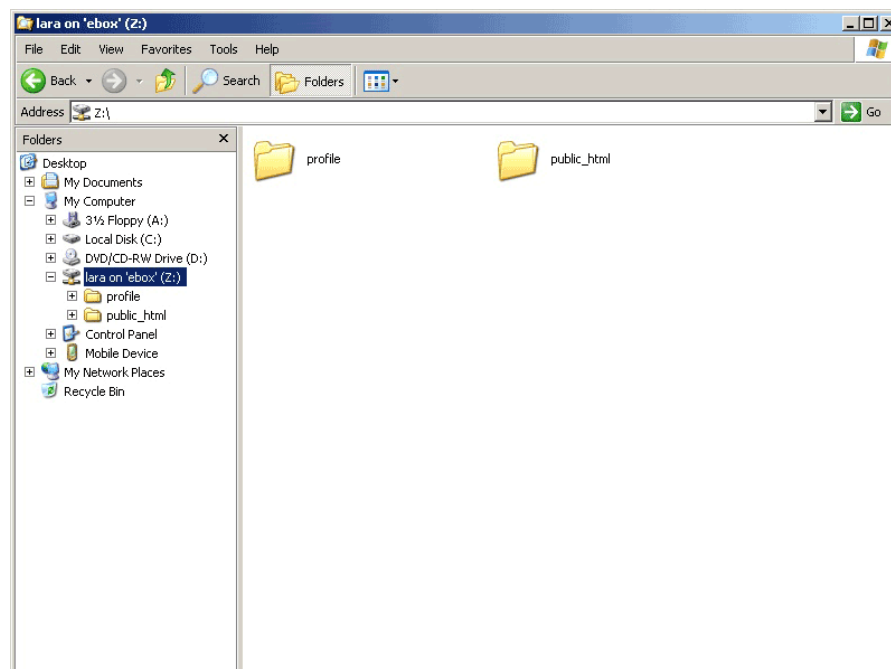 lara on 'ebox' (Z:)
File Edit View Favorites Tools Help
Back Search Folders
Address Z:\ Go
Folders
Desktop
My Documents
My Computer
3½ Floppy (A:)
Local Disk (C:)
DVD/CD-RW Drive (D:)
lara on 'ebox' (Z:)
profile
public_html
Control Panel
Mobile Device
My Network Places
Recycle Bin
profile public_html